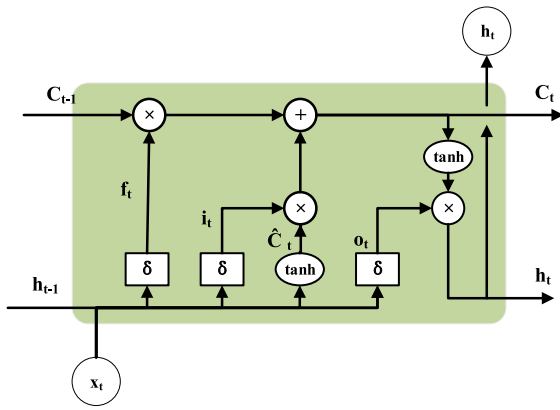 h_t
C_{t-1}
C_t
×
+
tanh
f_t
i_t
×
Ĉ_t
o_t
×
δ
δ
tanh
δ
h_{t-1}
h_t
x_t